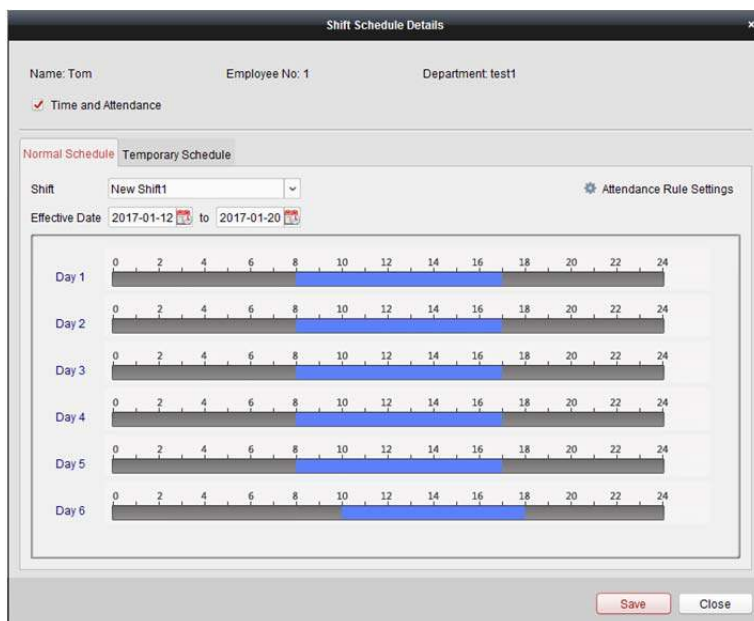 Shift Schedule Details
Name: Tom Employee No: 1 Department: test1
Time and Attendance
Normal Schedule Temporary Schedule
Shift New Shift1 Attendance Rule Settings
Effective Date 2017-01-12 to 2017-01-20
0 2 4 6 8 10 12 14 16 18 20 22 24
Day 1
0 2 4 6 8 10 12 14 16 18 20 22 24
Day 2
0 2 4 6 8 10 12 14 16 18 20 22 24
Day 3
0 2 4 6 8 10 12 14 16 18 20 22 24
Day 4
0 2 4 6 8 10 12 14 16 18 20 22 24
Day 5
0 2 4 6 8 10 12 14 16 18 20 22 24
Day 6
Save Close